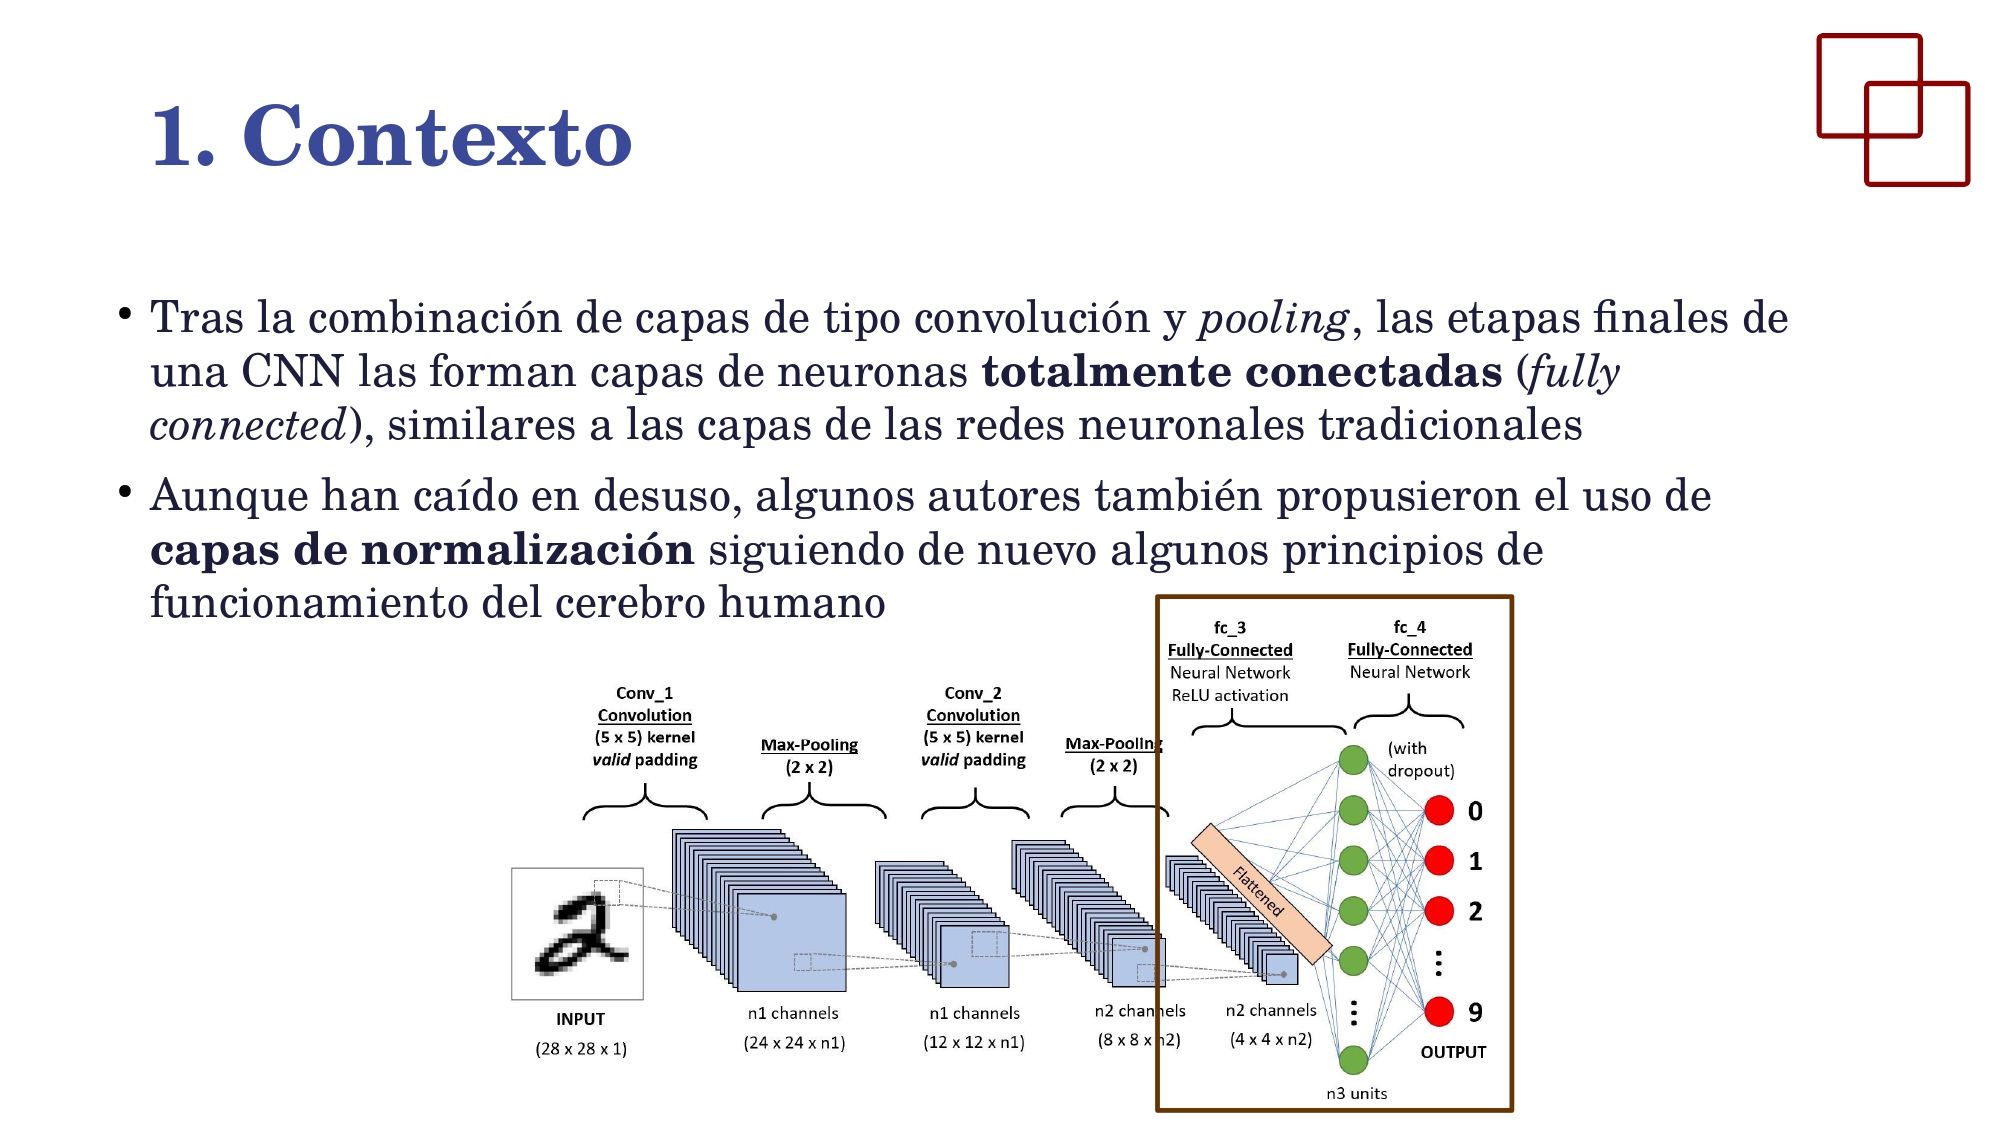 1. Contexto
• Tras la combinación de capas de tipo convolución y pooling, las etapas finales de
una CNN las forman capas de neuronas totalmente conectadas (fully
connected), similares a las capas de las redes neuronales tradicionales
• Aunque han caído en desuso, algunos autores también propusieron el uso de
capas de normalización siguiendo de nuevo algunos principios de
funcionamiento del cerebro humano
Conv_1
Convolution
(5 x 5) kernel
valid padding
Max-Pooling
(2 x 2)
Conv_2
Convolution
(5 x 5) kernel
valid padding
Max-Pooling
(2 x 2)
fc_3
Fully-Connected
Neural Network
ReLU activation
fc_4
Fully-Connected
Neural Network
(with
dropout)
Flattened
0
1
2
9
OUTPUT
INPUT
(28 x 28 x 1)
n1 channels
(24 x 24 x n1)
n1 channels
(12 x 12 x n1)
n2 channels
(8 x 8 x n2)
n2 channels
(4 x 4 x n2)
n3 units